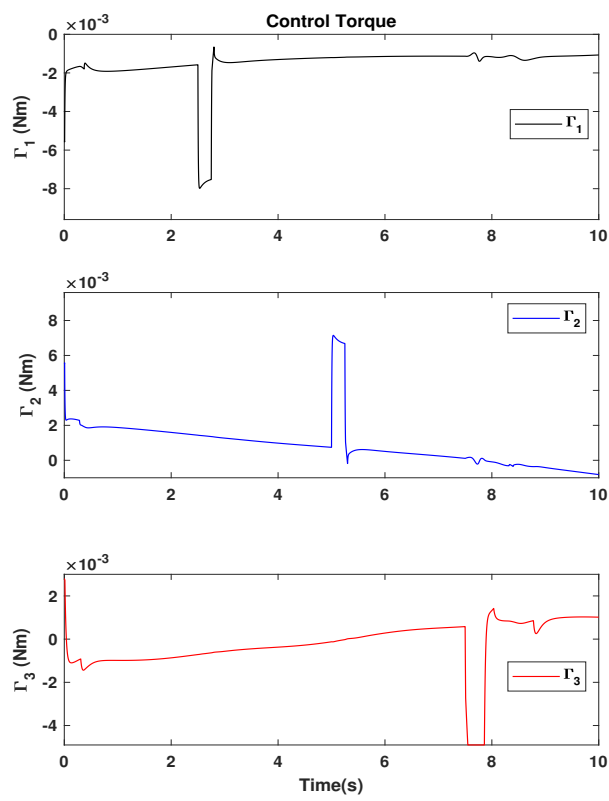 Control Torque
×10⁻³
0
-2
-4
-6
-8
Γ₁ (Nm)
Γ₁
0 2 4 6 8 10
×10⁻³
8
6
4
2
0
Γ₂ (Nm)
Γ₂
0 2 4 6 8 10
×10⁻³
2
0
-2
-4
Γ₃ (Nm)
Γ₃
0 2 4 6 8 10
Time(s)